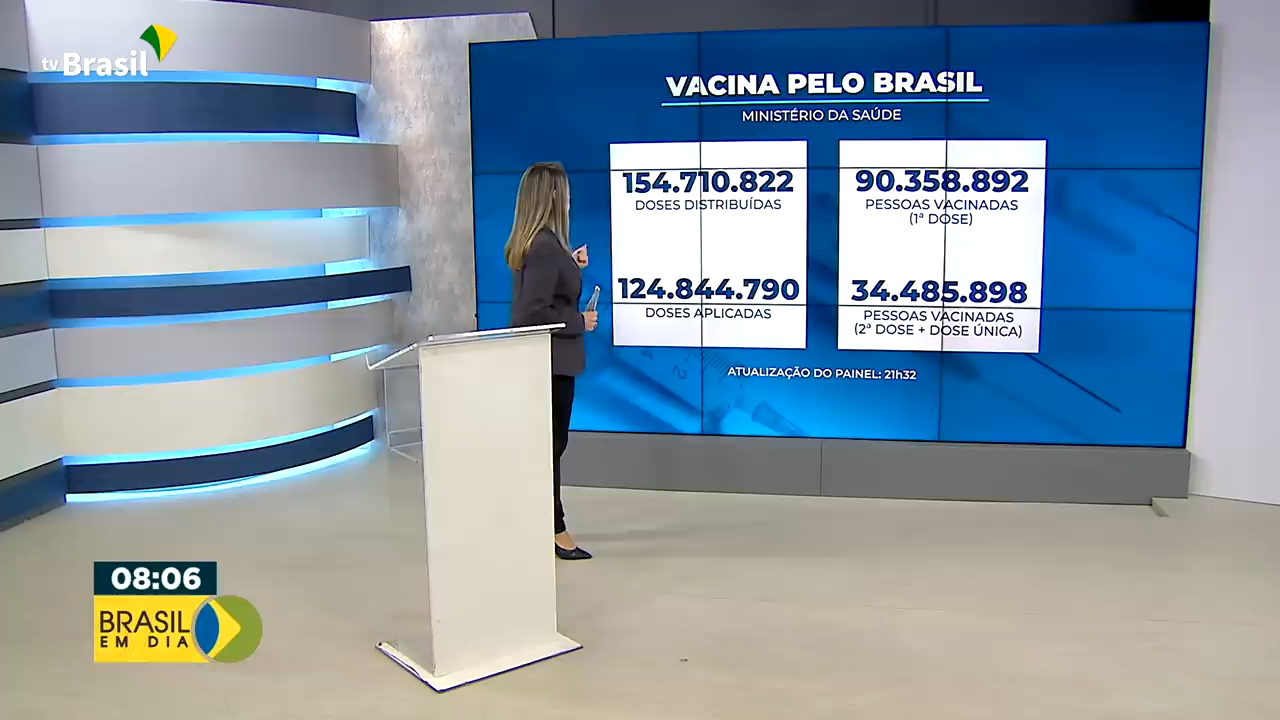 tv Brasil
VACINA PELO BRASIL
MINISTÉRIO DA SAÚDE
154.710.822
DOSES DISTRIBUÍDAS
124.844.790
DOSES APLICADAS
90.358.892
PESSOAS VACINADAS
(1ª DOSE)
34.485.898
PESSOAS VACINADAS
(2ª DOSE + DOSE ÚNICA)
ATUALIZAÇÃO DO PAINEL: 21h32
08:06
BRASIL
EM DIA